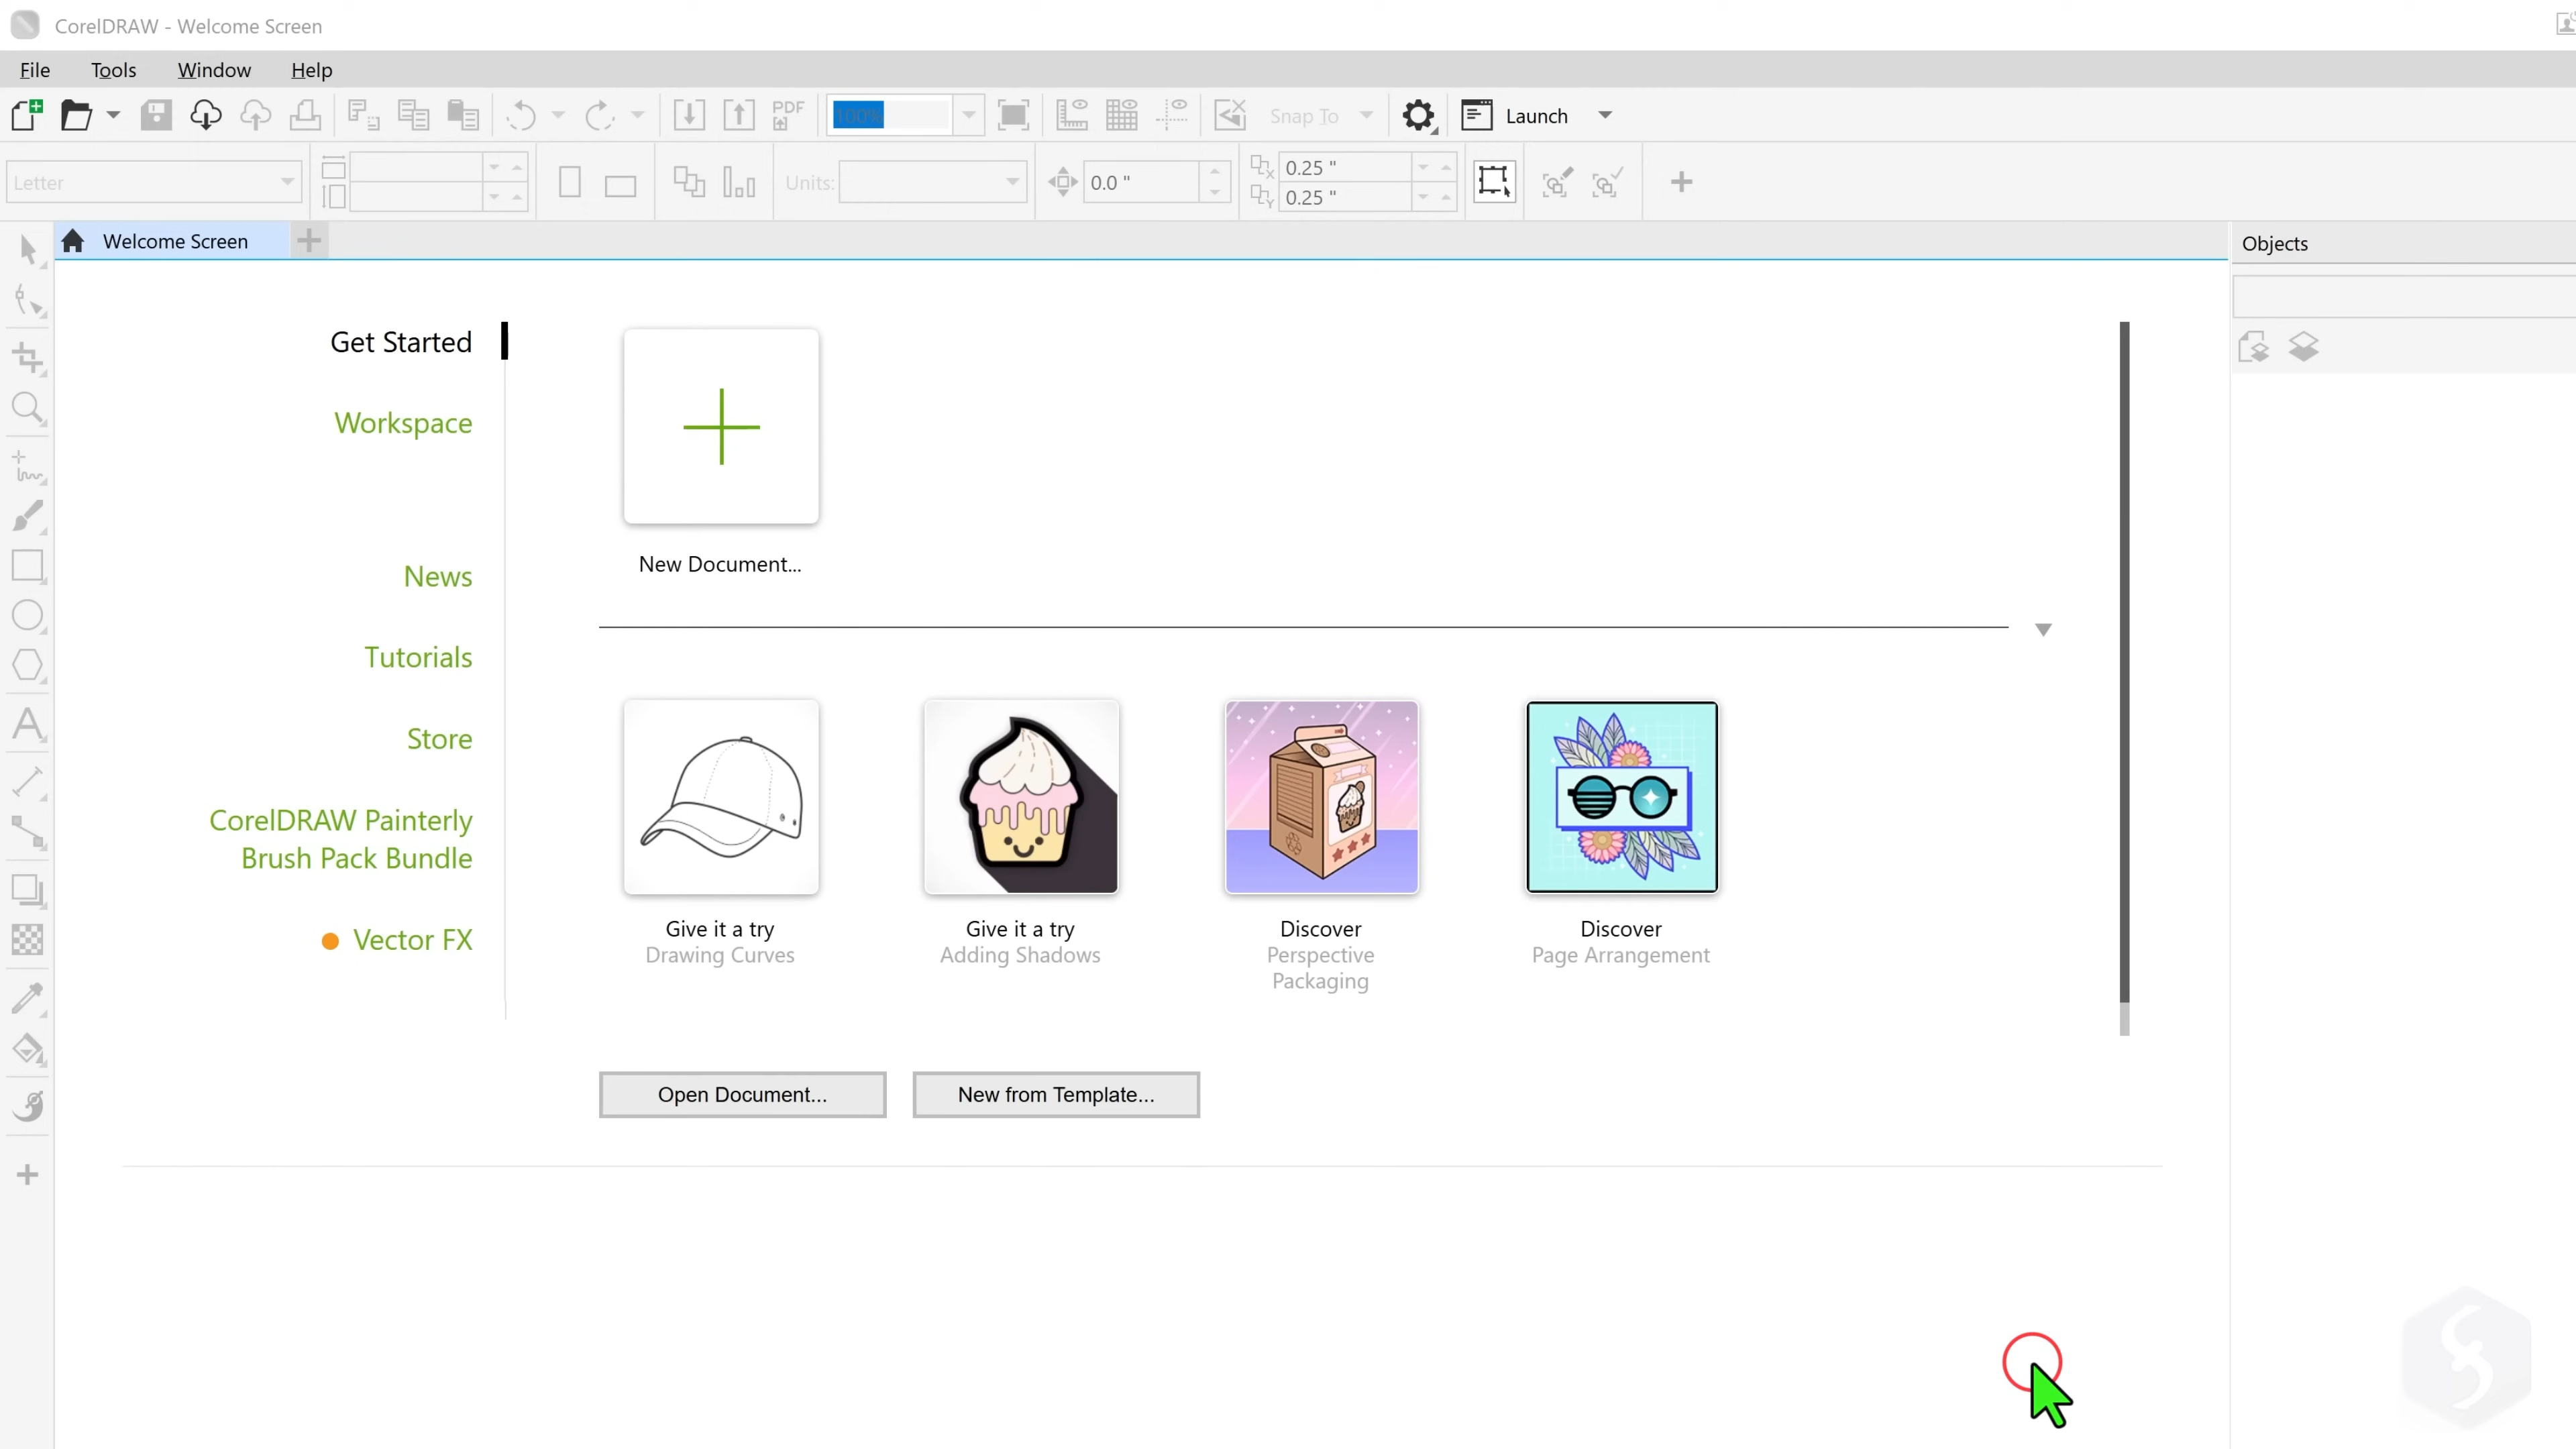 CorelDRAW - Welcome Screen
File Tools Window Help
PDF 100% Snap To Launch
Letter Units: 0.0 " 0.25 "
0.25 "
Welcome Screen
Objects
Get Started
Workspace
News
Tutorials
Store
CorelDRAW Painterly
Brush Pack Bundle
Vector FX
New Document...
Give it a try
Drawing Curves
Give it a try
Adding Shadows
Discover
Perspective
Packaging
Discover
Page Arrangement
Open Document...
New from Template...